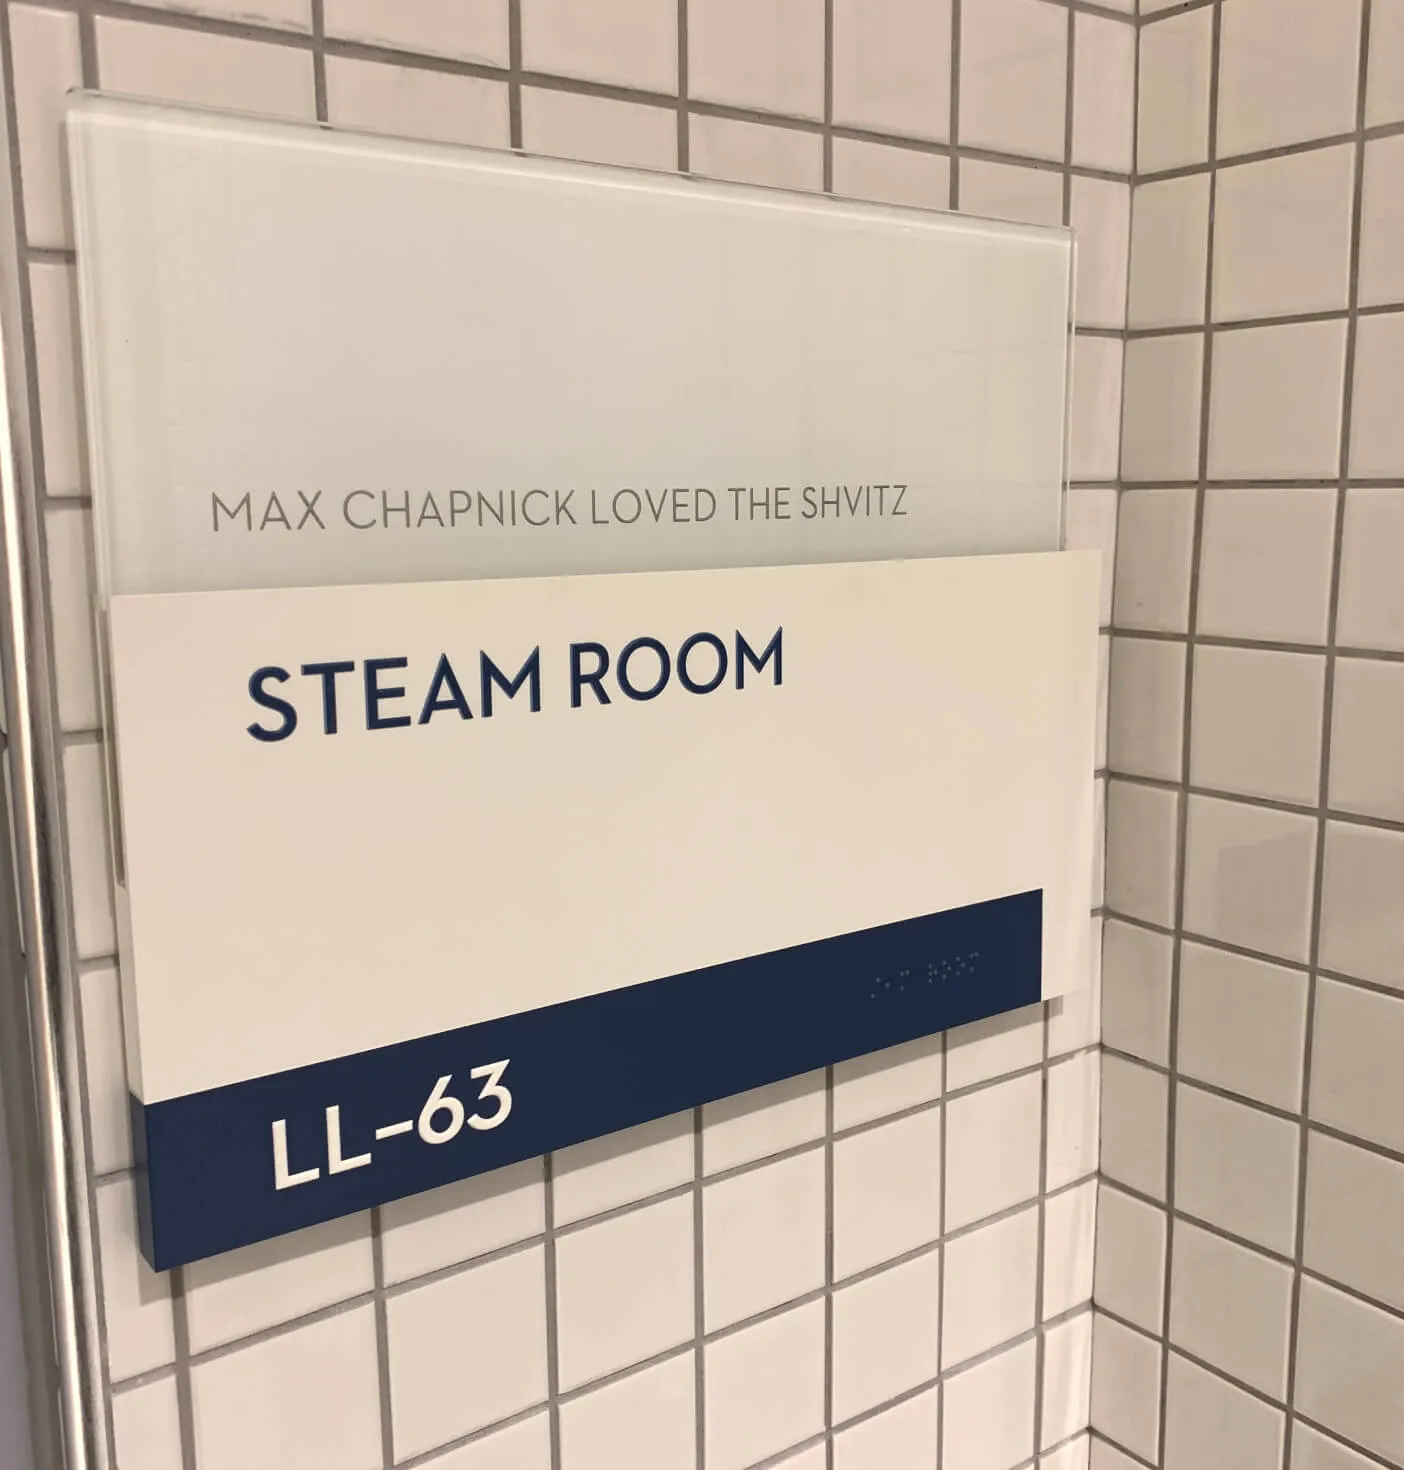 MAX CHAPNICK LOVED THE SHVITZ
STEAM ROOM
LL-63